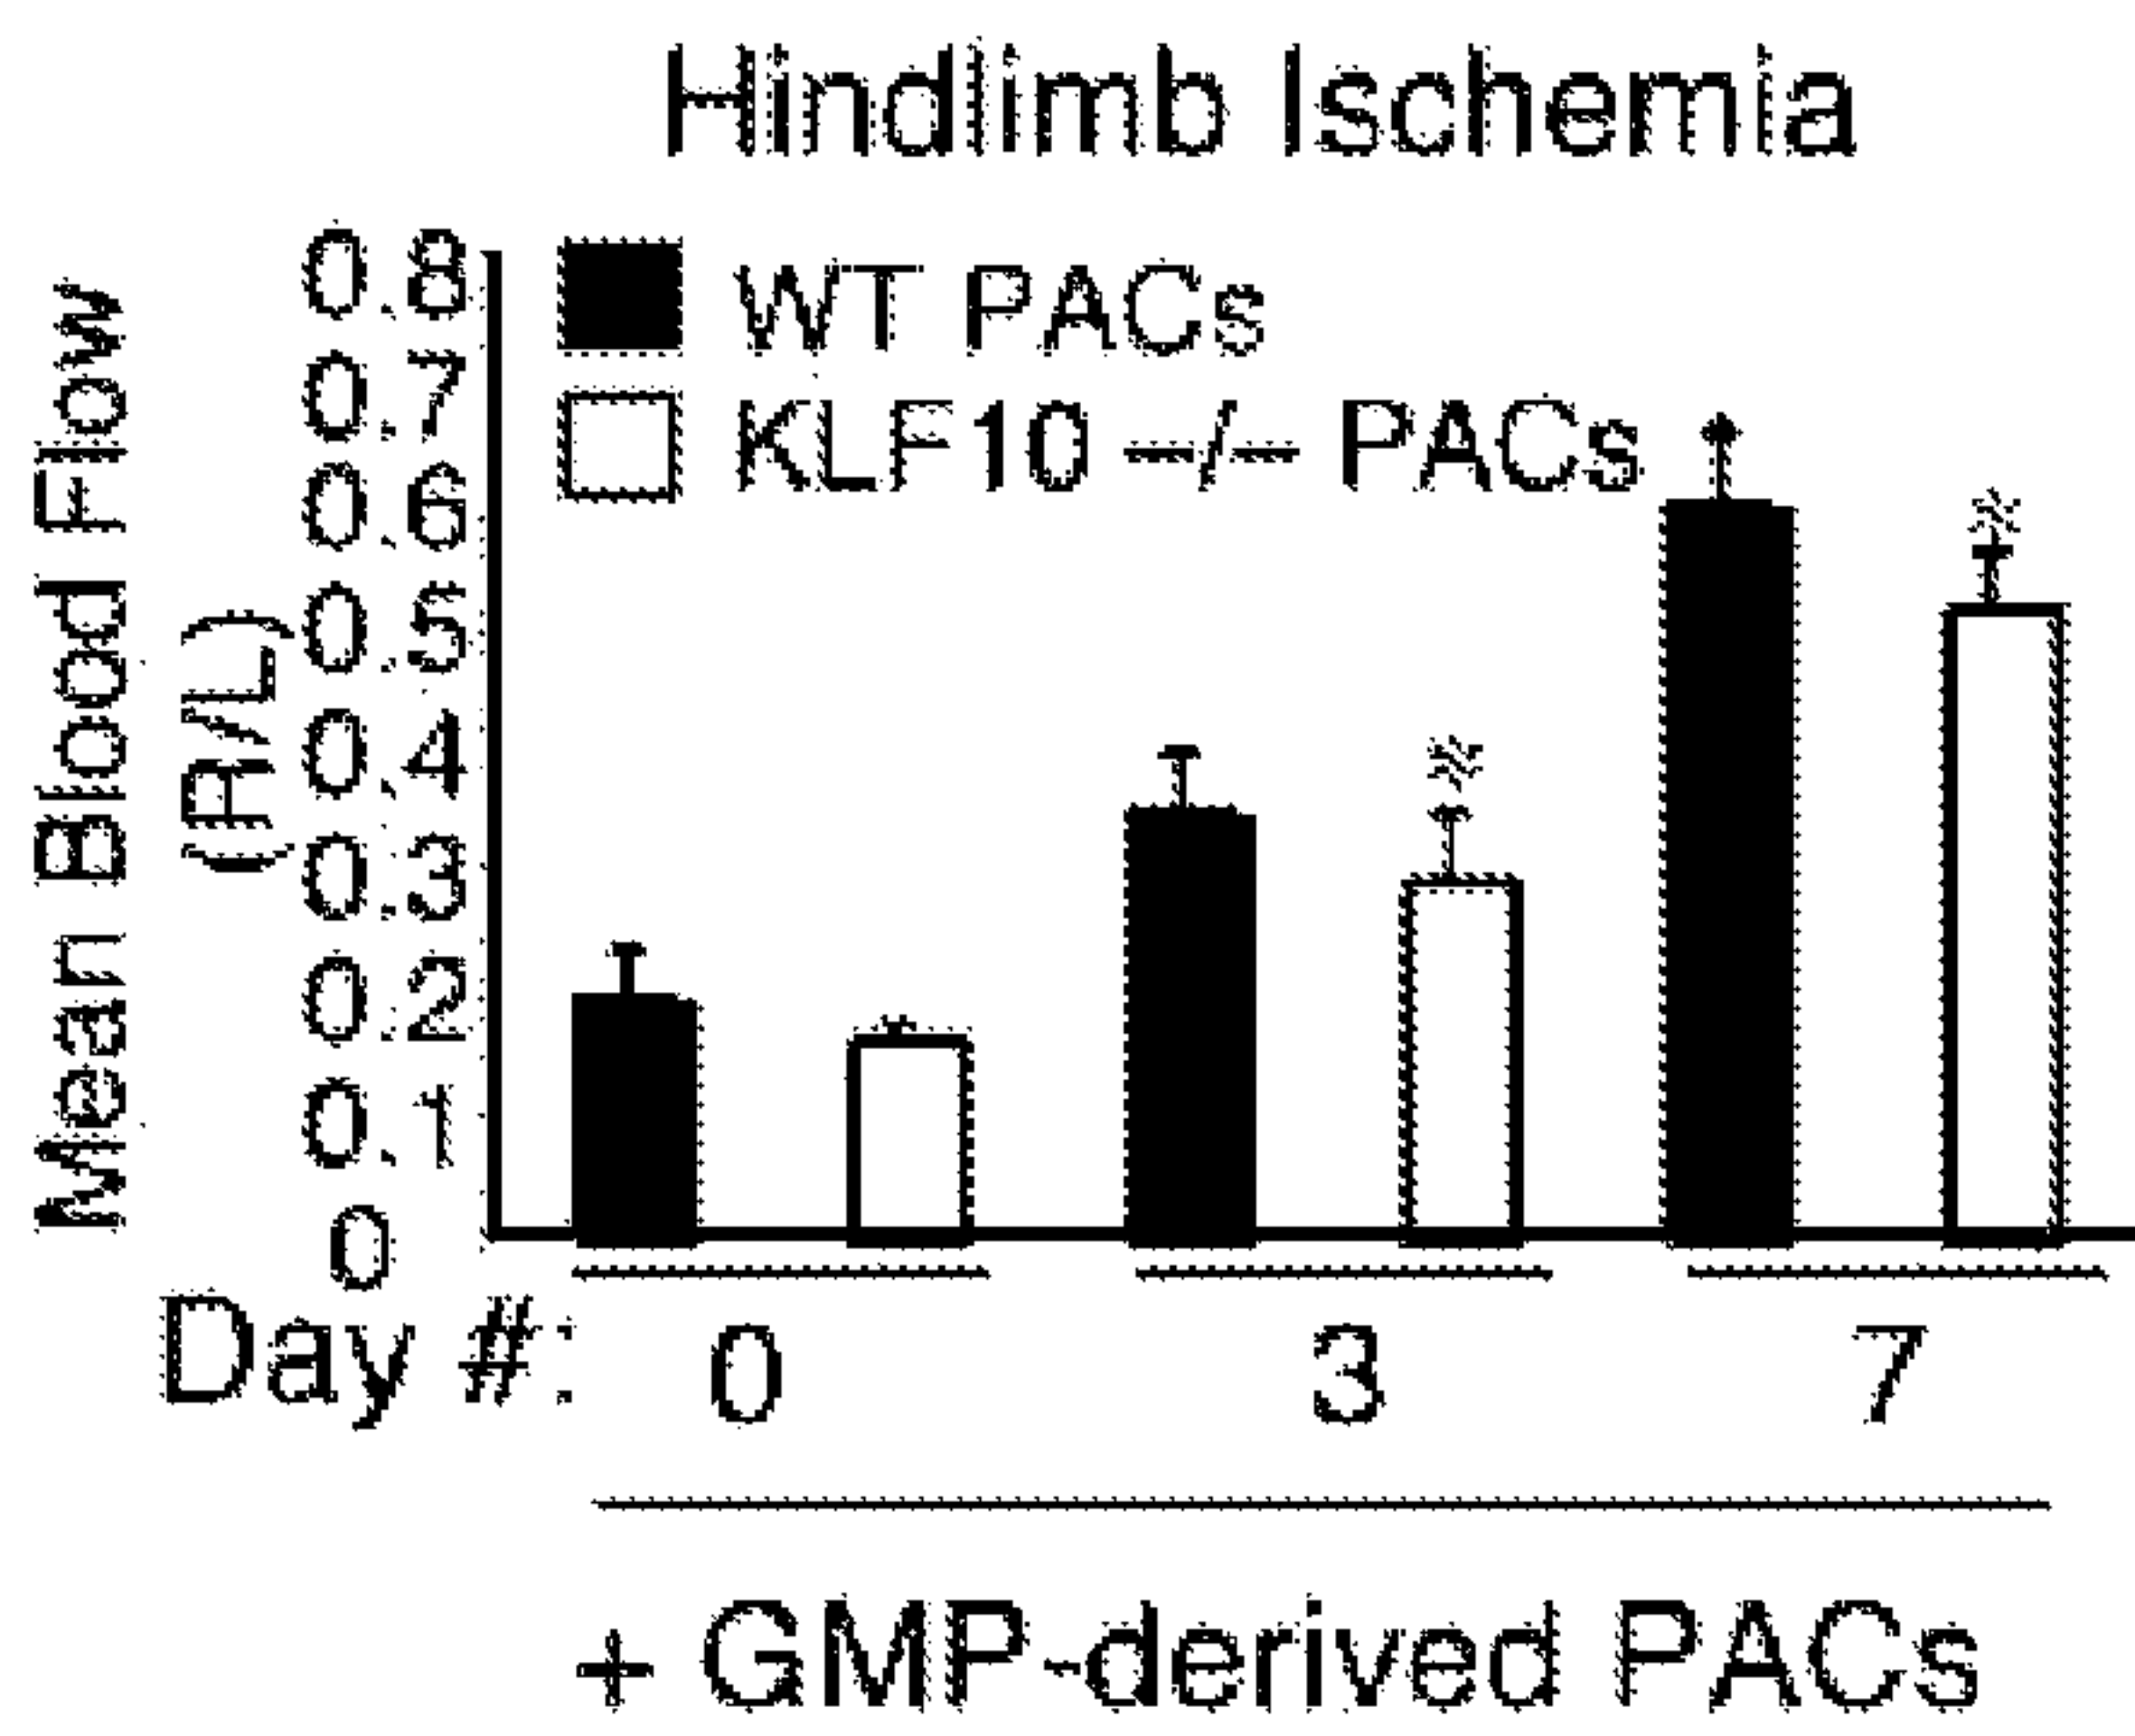 Hindlimb Ischemia
Mean Blood Flow
(R/L)
0.8
0.7
0.6
0.5
0.4
0.3
0.2
0.1
0
WT PACs
KLF10 –/– PACs
*
*
Day #: 0 3 7
+ GMP-derived PACs